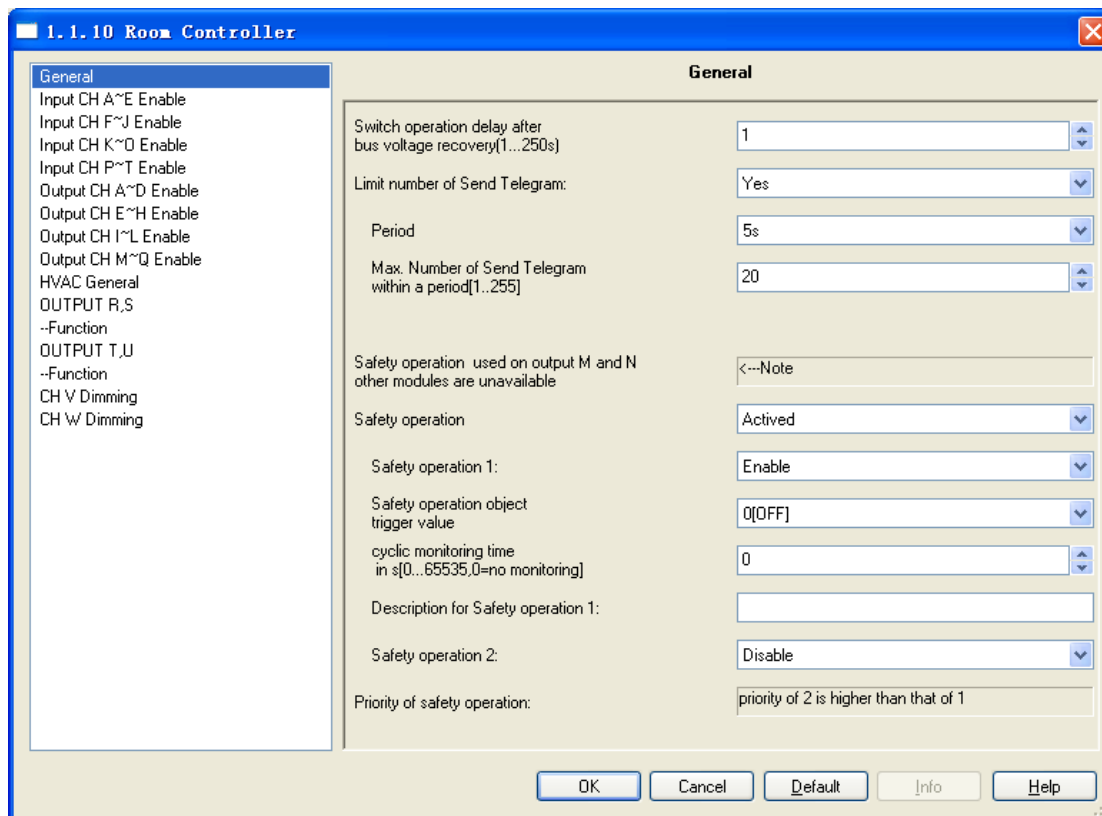 1.1.10 Room Controller
General
Input CH A~E Enable
Input CH F~J Enable
Input CH K~O Enable
Input CH P~T Enable
Output CH A~D Enable
Output CH E~H Enable
Output CH I~L Enable
Output CH M~Q Enable
HVAC General
OUTPUT R,S
--Function
OUTPUT T,U
--Function
CH V Dimming
CH W Dimming
General
Switch operation delay after
bus voltage recovery(1...250s)
1
Limit number of Send Telegram:
Yes
Period
5s
Max. Number of Send Telegram
within a period[1..255]
20
Safety operation  used on output M and N
other modules are unavailable
<---Note
Safety operation
Actived
Safety operation 1:
Enable
Safety operation object
trigger value
0[OFF]
cyclic monitoring time
in s[0...65535,0=no monitoring]
0
Description for Safety operation 1:
Safety operation 2:
Disable
Priority of safety operation:
priority of 2 is higher than that of 1
OK
Cancel
Default
Info
Help